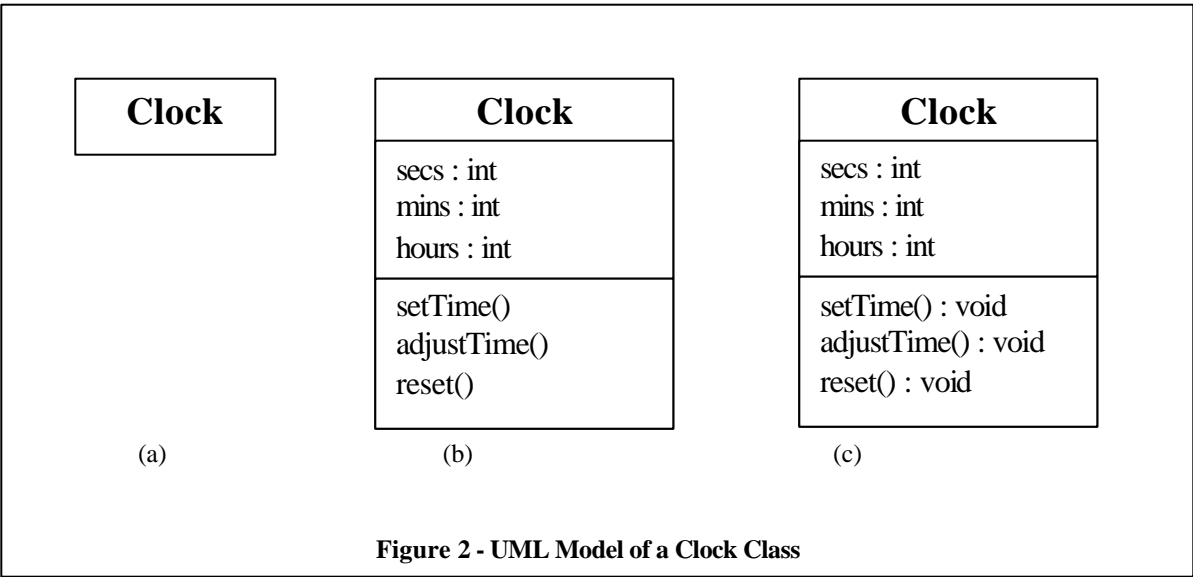 Clock
Clock
secs : int
mins : int
hours : int
setTime()
adjustTime()
reset()
Clock
secs : int
mins : int
hours : int
setTime() : void
adjustTime() : void
reset() : void
(a)
(b)
(c)
Figure 2 - UML Model of a Clock Class